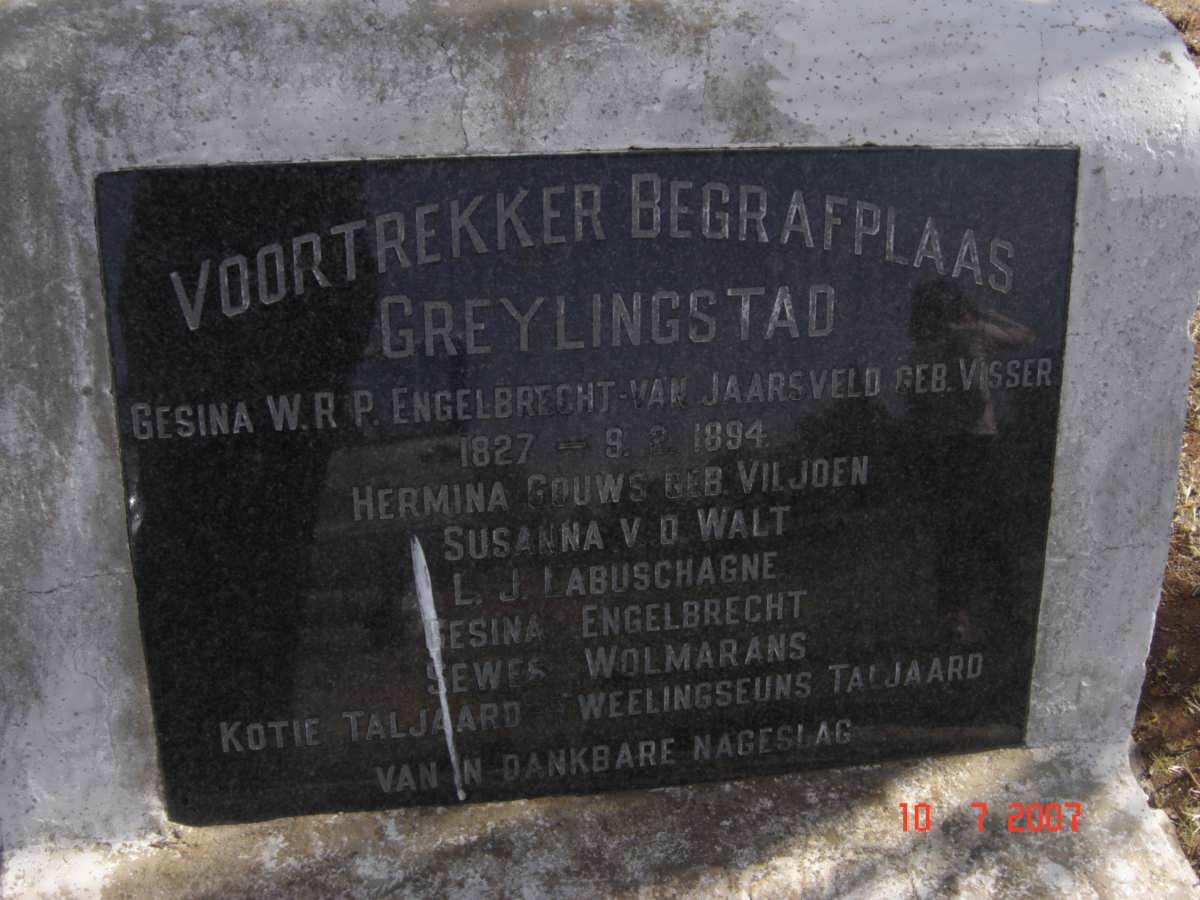 VOORTREKKER BEGRAFPLAAS
GREYLINGSTAD
GESINA W.R.P. ENGELBRECHT-VAN JAARSVELD GEB. VISSER
1827 – 9. 2. 1894
HERMINA GOUWS GEB. VILJOEN
SUSANNA V. D. WALT
L. J. LABUSCHAGNE
GESINA ENGELBRECHT
SEWES WOLMARANS
KOTIE TALJAARD TWEELINGSEUNS TALJAARD
VAN 'N DANKBARE NAGESLAG
10 7 2007